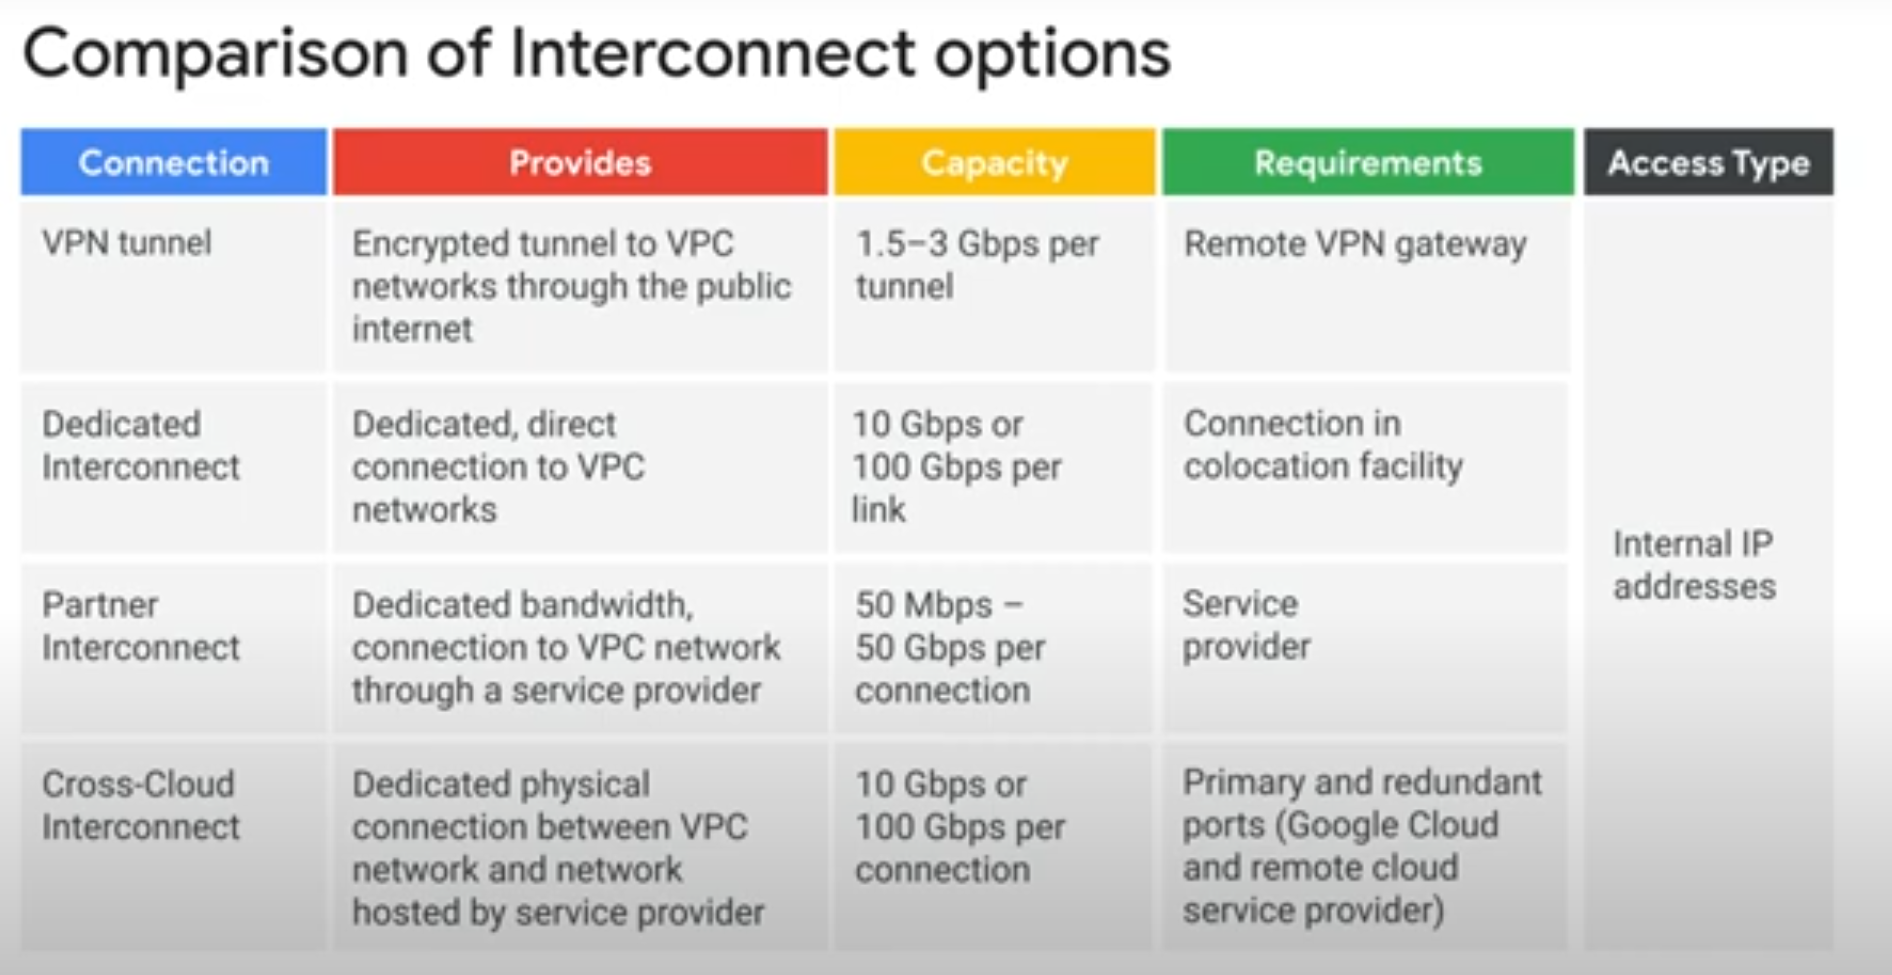 Comparison of Interconnect options
Connection
Provides
Capacity
Requirements
Access Type
VPN tunnel
Encrypted tunnel to VPC
networks through the public
internet
1.5–3 Gbps per
tunnel
Remote VPN gateway
Dedicated
Interconnect
Dedicated, direct
connection to VPC
networks
10 Gbps or
100 Gbps per
link
Connection in
colocation facility
Partner
Interconnect
Dedicated bandwidth,
connection to VPC network
through a service provider
50 Mbps –
50 Gbps per
connection
Service
provider
Cross-Cloud
Interconnect
Dedicated physical
connection between VPC
network and network
hosted by service provider
10 Gbps or
100 Gbps per
connection
Primary and redundant
ports (Google Cloud
and remote cloud
service provider)
Internal IP
addresses